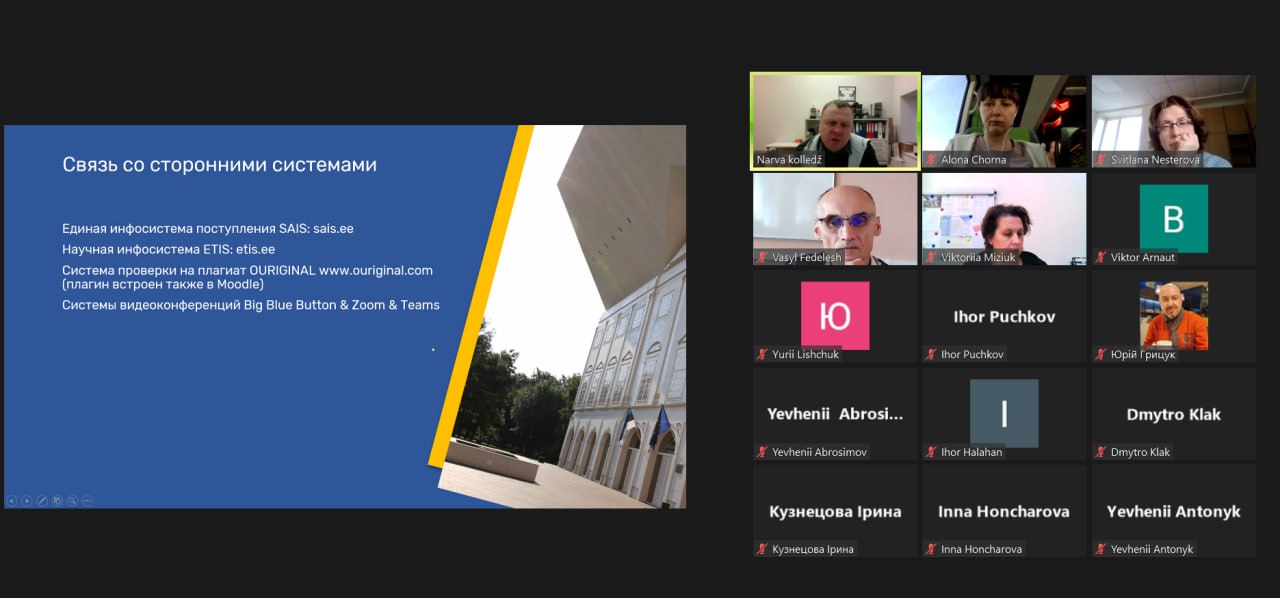 Связь со сторонними системами
Единая инфосистема поступления SAIS: sais.ee
Научная инфосистема ETIS: etis.ee
Система проверки на плагиат OURIGINAL www.ouriginal.com
(плагин встроен также в Moodle)
Системы видеоконференций Big Blue Button & Zoom & Teams
Narva kolledž
Alona Chorna
Svitlana Nesterova
Vasyl Fedelesh
Viktoriia Miziuk
B
Viktor Arnaut
Ю
Yurii Lishchuk
Ihor Puchkov
Ihor Puchkov
Юрій Грицук
Yevhenii Abrosi...
Yevhenii Abrosimov
I
Ihor Halahan
Dmytro Klak
Dmytro Klak
Кузнецова Ірина
Кузнецова Ірина
Inna Honcharova
Inna Honcharova
Yevhenii Antonyk
Yevhenii Antonyk